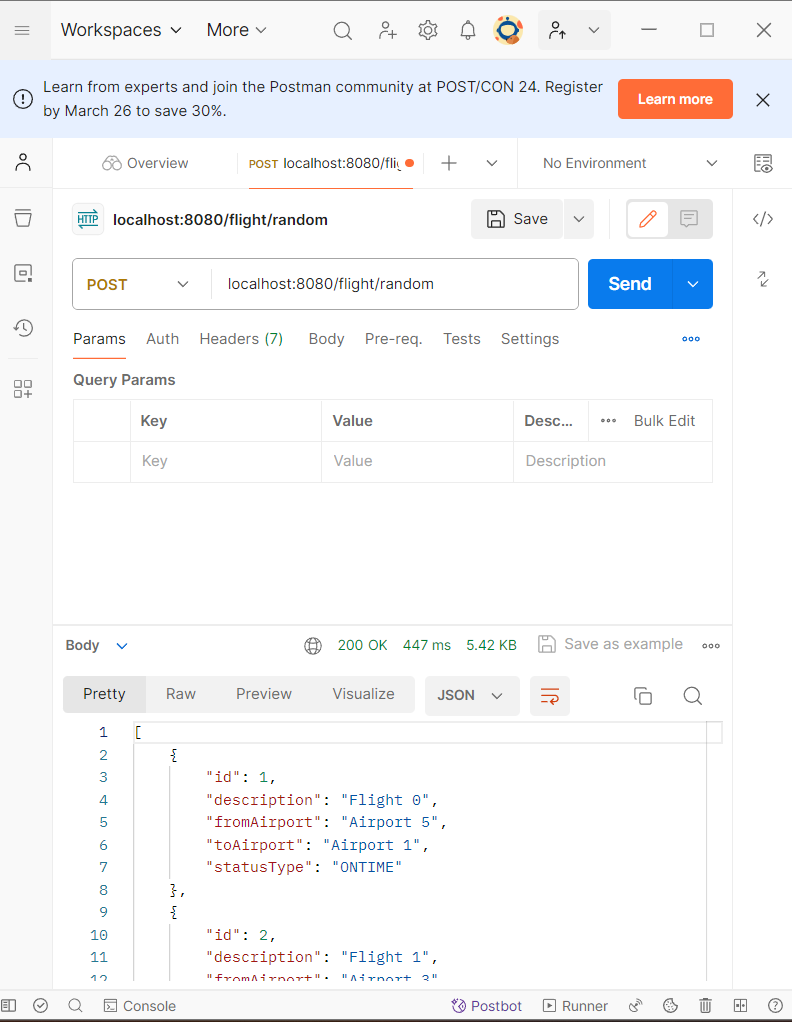 Workspaces More
Learn from experts and join the Postman community at POST/CON 24. Register
by March 26 to save 30%.
Learn more
Overview
POST localhost:8080/flig
No Environment
HTTP localhost:8080/flight/random
Save
POST localhost:8080/flight/random
Send
Params Auth Headers (7) Body Pre-req. Tests Settings
Query Params
Key Value Desc... Bulk Edit
Key Value Description
Body 200 OK 447 ms 5.42 KB Save as example
Pretty Raw Preview Visualize JSON
1 [
2 {
3 "id": 1,
4 "description": "Flight 0",
5 "fromAirport": "Airport 5",
6 "toAirport": "Airport 1",
7 "statusType": "ONTIME"
8 },
9 {
10 "id": 2,
11 "description": "Flight 1",
12 "fromAirport": "Airport 3"
Console Postbot Runner